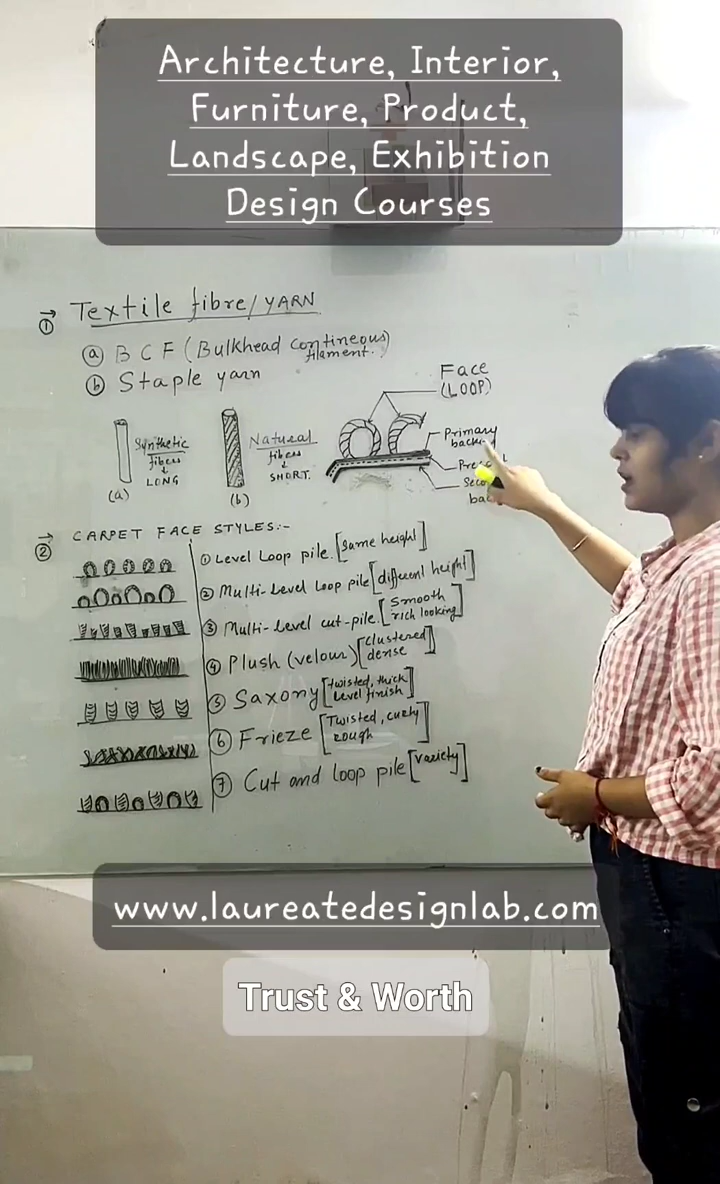 Architecture, Interior,
Furniture, Product,
Landscape, Exhibition
Design Courses
① Textile fibre/YARN
ⓐ BCF (Bulkhead contineous
filament.)
ⓑ Staple yarn
Face
(LOOP)
Synthetic
fibers
LONG
(a)
Natural
fibers
SHORT.
(b)
Primary
② CARPET FACE STYLES:-
① Level Loop pile. [same height]
② Multi-Level Loop pile [different height]
③ Multi-level cut-pile. [Smooth
rich looking]
④ Plush (velour) [clustered
dense]
⑤ Saxony [twisted, thick
Level finish]
⑥ Frieze [Twisted, curly
rough]
⑦ Cut and loop pile [variety]
www.laureatedesignlab.com
Trust & Worth